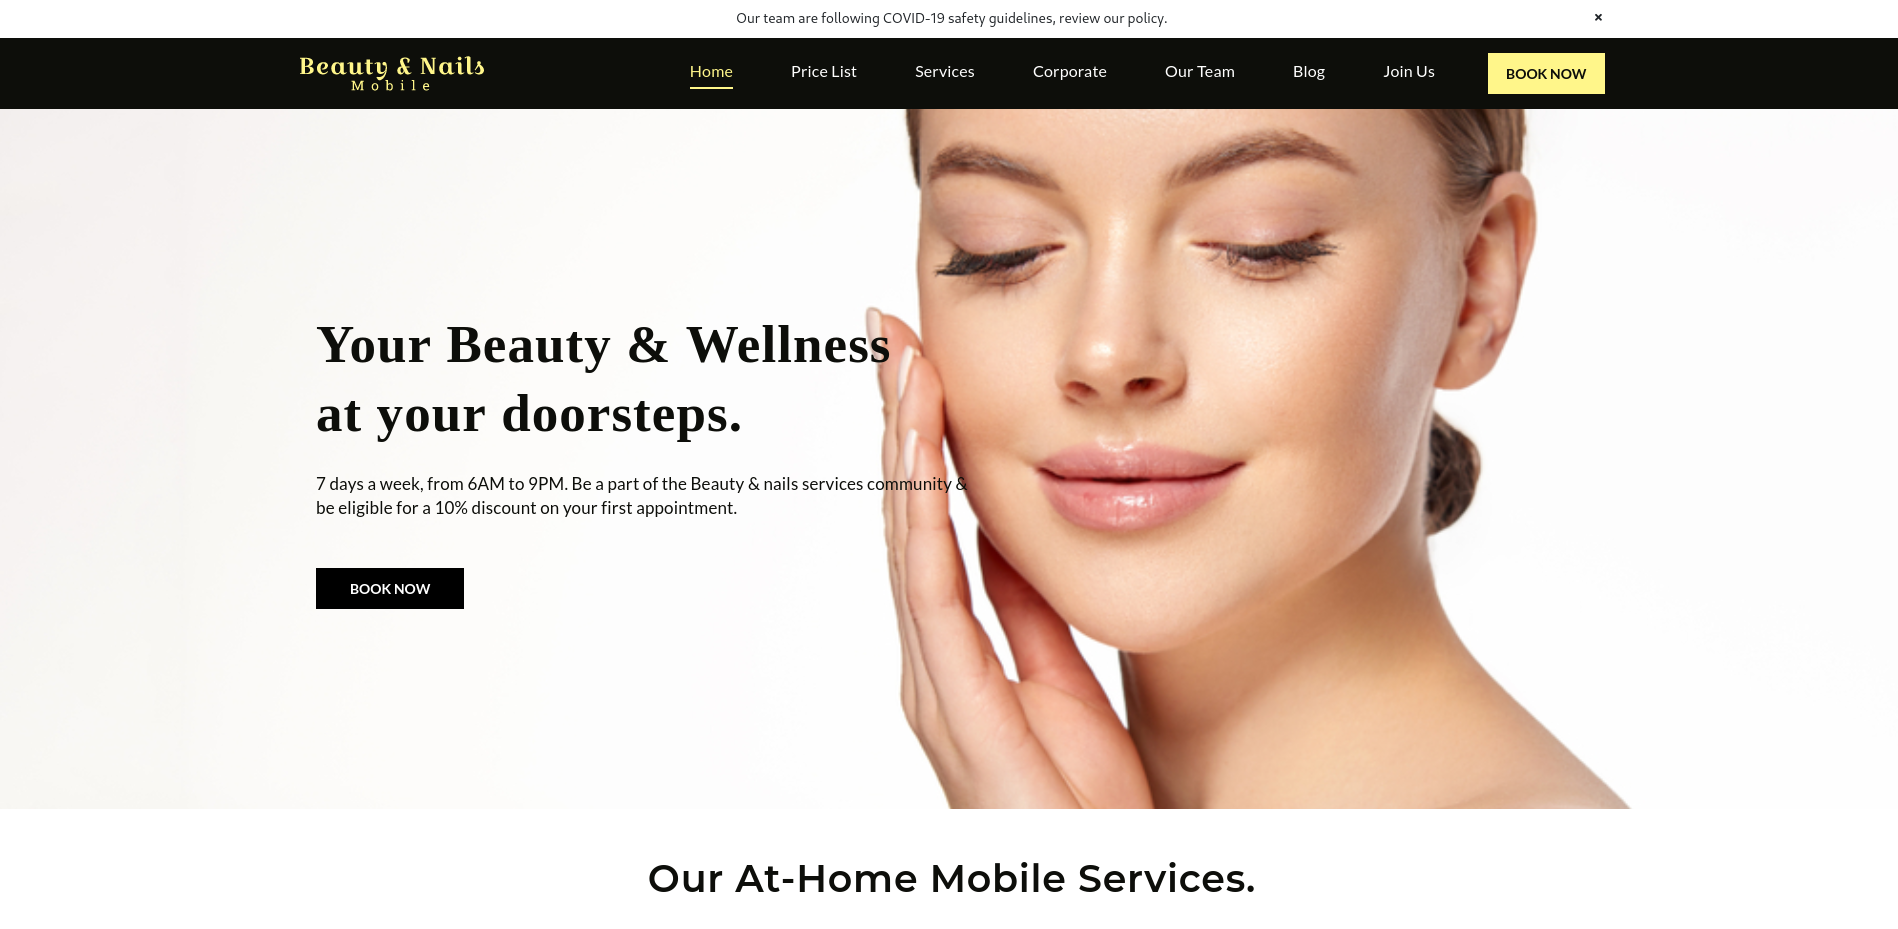 Our team are following COVID-19 safety guidelines, review our policy.
×
Beauty & Nails
Mobile
Home
Price List
Services
Corporate
Our Team
Blog
Join Us
BOOK NOW
Your Beauty & Wellness
at your doorsteps.
7 days a week, from 6AM to 9PM. Be a part of the Beauty & nails services community &
be eligible for a 10% discount on your first appointment.
BOOK NOW
Our At-Home Mobile Services.